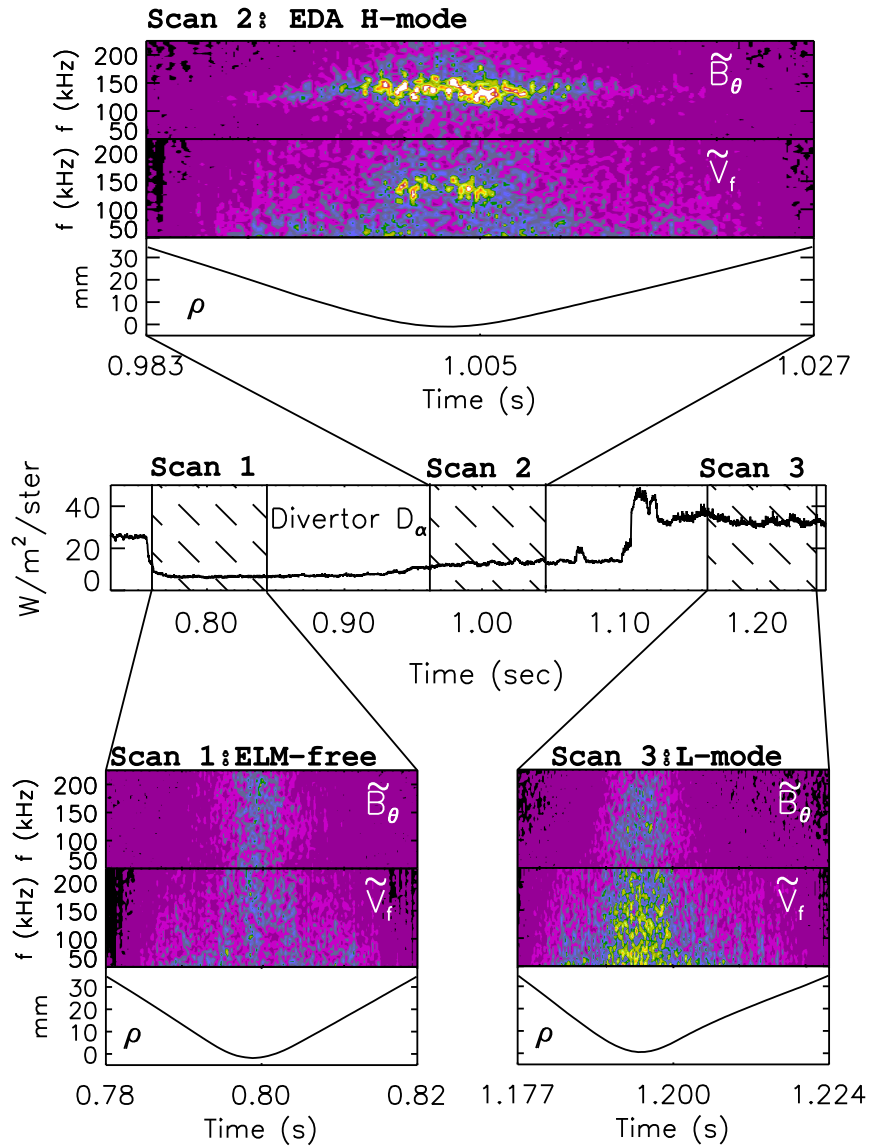 Scan 2: EDA H-mode
f (kHz)
200
150
100
50
B̃θ
f (kHz)
200
150
100
50
Ṽf
mm
30
20
10
0
ρ
0.983 1.005 1.027
Time (s)
Scan 1 Scan 2 Scan 3
W/m²/ster
40
20
0
Divertor Dα
0.80 0.90 1.00 1.10 1.20
Time (sec)
Scan 1:ELM-free
f (kHz)
200
150
100
50
B̃θ
f (kHz)
200
150
100
50
Ṽf
mm
30
20
10
0
ρ
0.78 0.80 0.82
Time (s)
Scan 3:L-mode
B̃θ
Ṽf
ρ
1.177 1.200 1.224
Time (s)